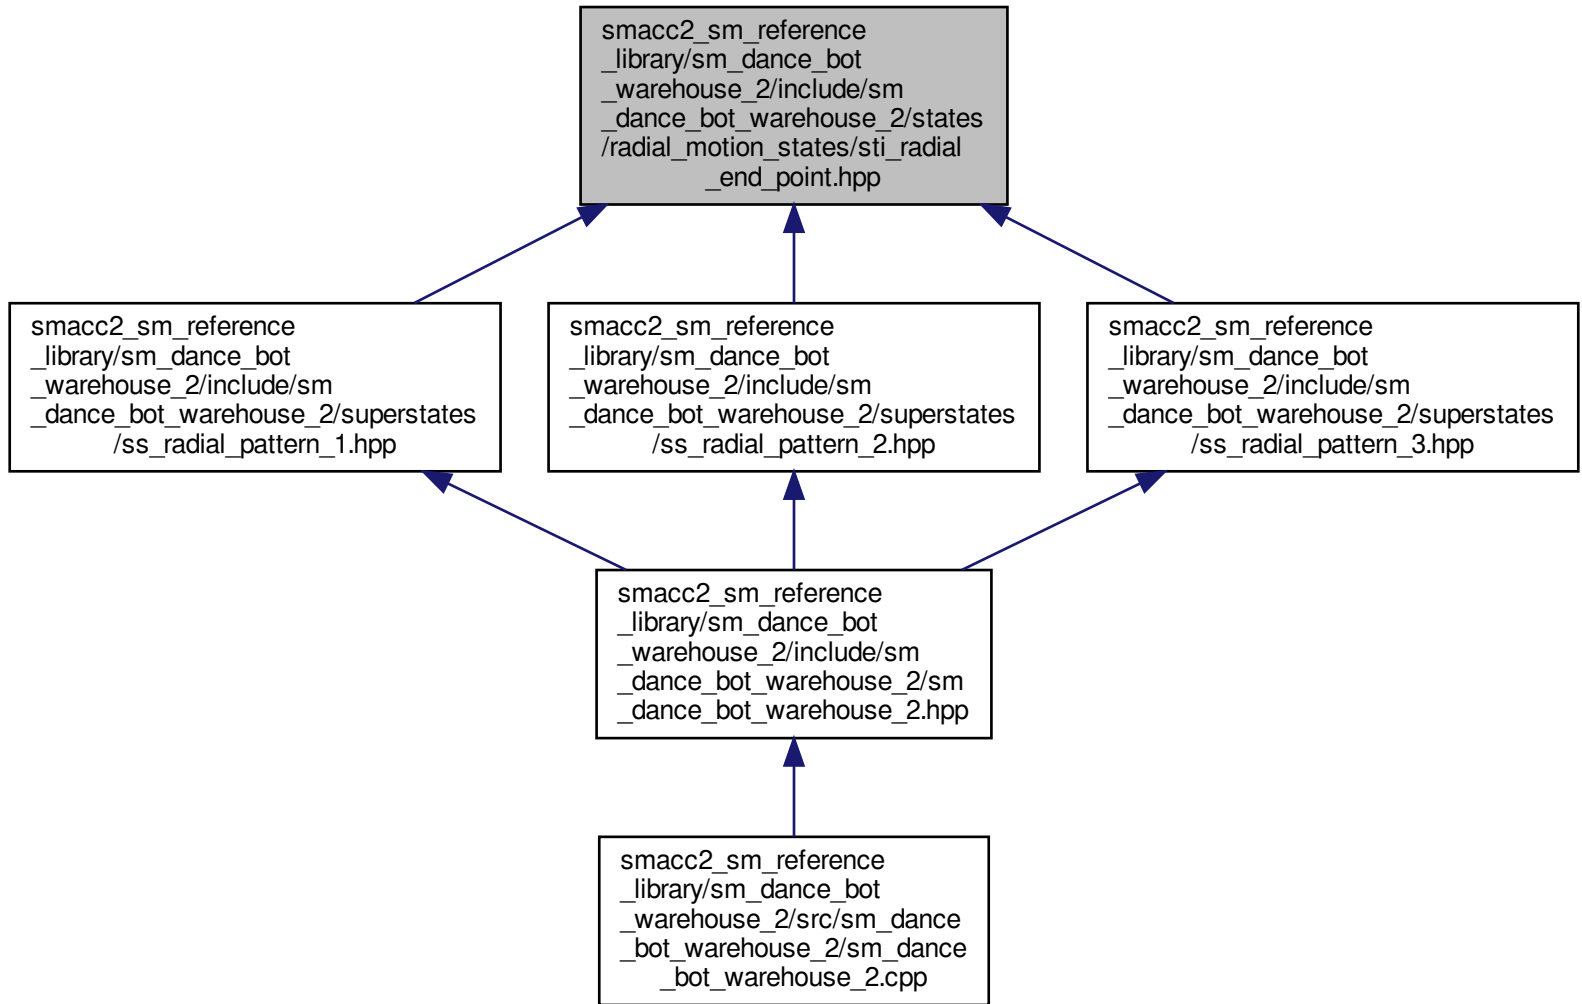 smacc2_sm_reference
_library/sm_dance_bot
_warehouse_2/include/sm
_dance_bot_warehouse_2/states
/radial_motion_states/sti_radial
_end_point.hpp
smacc2_sm_reference
_library/sm_dance_bot
_warehouse_2/include/sm
_dance_bot_warehouse_2/superstates
/ss_radial_pattern_1.hpp
smacc2_sm_reference
_library/sm_dance_bot
_warehouse_2/include/sm
_dance_bot_warehouse_2/superstates
/ss_radial_pattern_2.hpp
smacc2_sm_reference
_library/sm_dance_bot
_warehouse_2/include/sm
_dance_bot_warehouse_2/superstates
/ss_radial_pattern_3.hpp
smacc2_sm_reference
_library/sm_dance_bot
_warehouse_2/include/sm
_dance_bot_warehouse_2/sm
_dance_bot_warehouse_2.hpp
smacc2_sm_reference
_library/sm_dance_bot
_warehouse_2/src/sm_dance
_bot_warehouse_2/sm_dance
_bot_warehouse_2.cpp